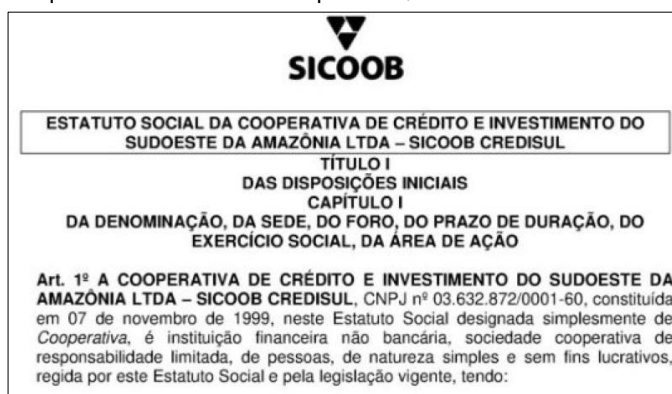 SICOOB
ESTATUTO SOCIAL DA COOPERATIVA DE CRÉDITO E INVESTIMENTO DO
SUDOESTE DA AMAZÔNIA LTDA – SICOOB CREDISUL
TÍTULO I
DAS DISPOSIÇÕES INICIAIS
CAPÍTULO I
DA DENOMINAÇÃO, DA SEDE, DO FORO, DO PRAZO DE DURAÇÃO, DO
EXERCÍCIO SOCIAL, DA ÁREA DE AÇÃO
Art. 1º A COOPERATIVA DE CRÉDITO E INVESTIMENTO DO SUDOESTE DA
AMAZÔNIA LTDA – SICOOB CREDISUL, CNPJ nº 03.632.872/0001-60, constituída
em 07 de novembro de 1999, neste Estatuto Social designada simplesmente de
Cooperativa, é instituição financeira não bancária, sociedade cooperativa de
responsabilidade limitada, de pessoas, de natureza simples e sem fins lucrativos,
regida por este Estatuto Social e pela legislação vigente, tendo: